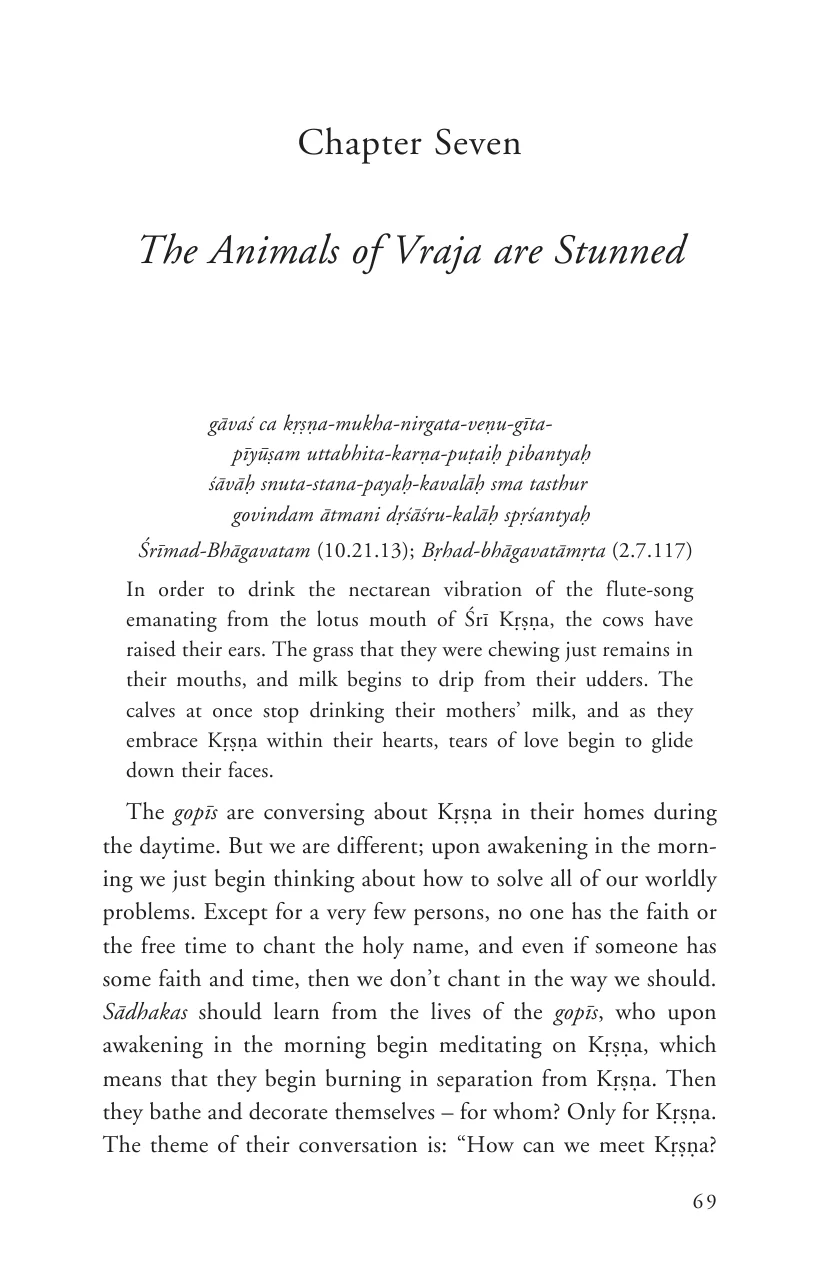 Chapter Seven
The Animals of Vraja are Stunned
gāvaś ca kṛṣṇa-mukha-nirgata-veṇu-gīta-
pīyūṣam uttabhita-karṇa-puṭaiḥ pibantyaḥ
śāvāḥ snuta-stana-payaḥ-kavalāḥ sma tasthur
govindam ātmani dṛśāśru-kalāḥ spṛśantyaḥ
Śrīmad-Bhāgavatam (10.21.13); Bṛhad-bhāgavatāmṛta (2.7.117)
In order to drink the nectarean vibration of the flute-song
emanating from the lotus mouth of Śrī Kṛṣṇa, the cows have
raised their ears. The grass that they were chewing just remains in
their mouths, and milk begins to drip from their udders. The
calves at once stop drinking their mothers’ milk, and as they
embrace Kṛṣṇa within their hearts, tears of love begin to glide
down their faces.
The gopīs are conversing about Kṛṣṇa in their homes during
the daytime. But we are different; upon awakening in the morn-
ing we just begin thinking about how to solve all of our worldly
problems. Except for a very few persons, no one has the faith or
the free time to chant the holy name, and even if someone has
some faith and time, then we don’t chant in the way we should.
Sādhakas should learn from the lives of the gopīs, who upon
awakening in the morning begin meditating on Kṛṣṇa, which
means that they begin burning in separation from Kṛṣṇa. Then
they bathe and decorate themselves – for whom? Only for Kṛṣṇa.
The theme of their conversation is: “How can we meet Kṛṣṇa?
69